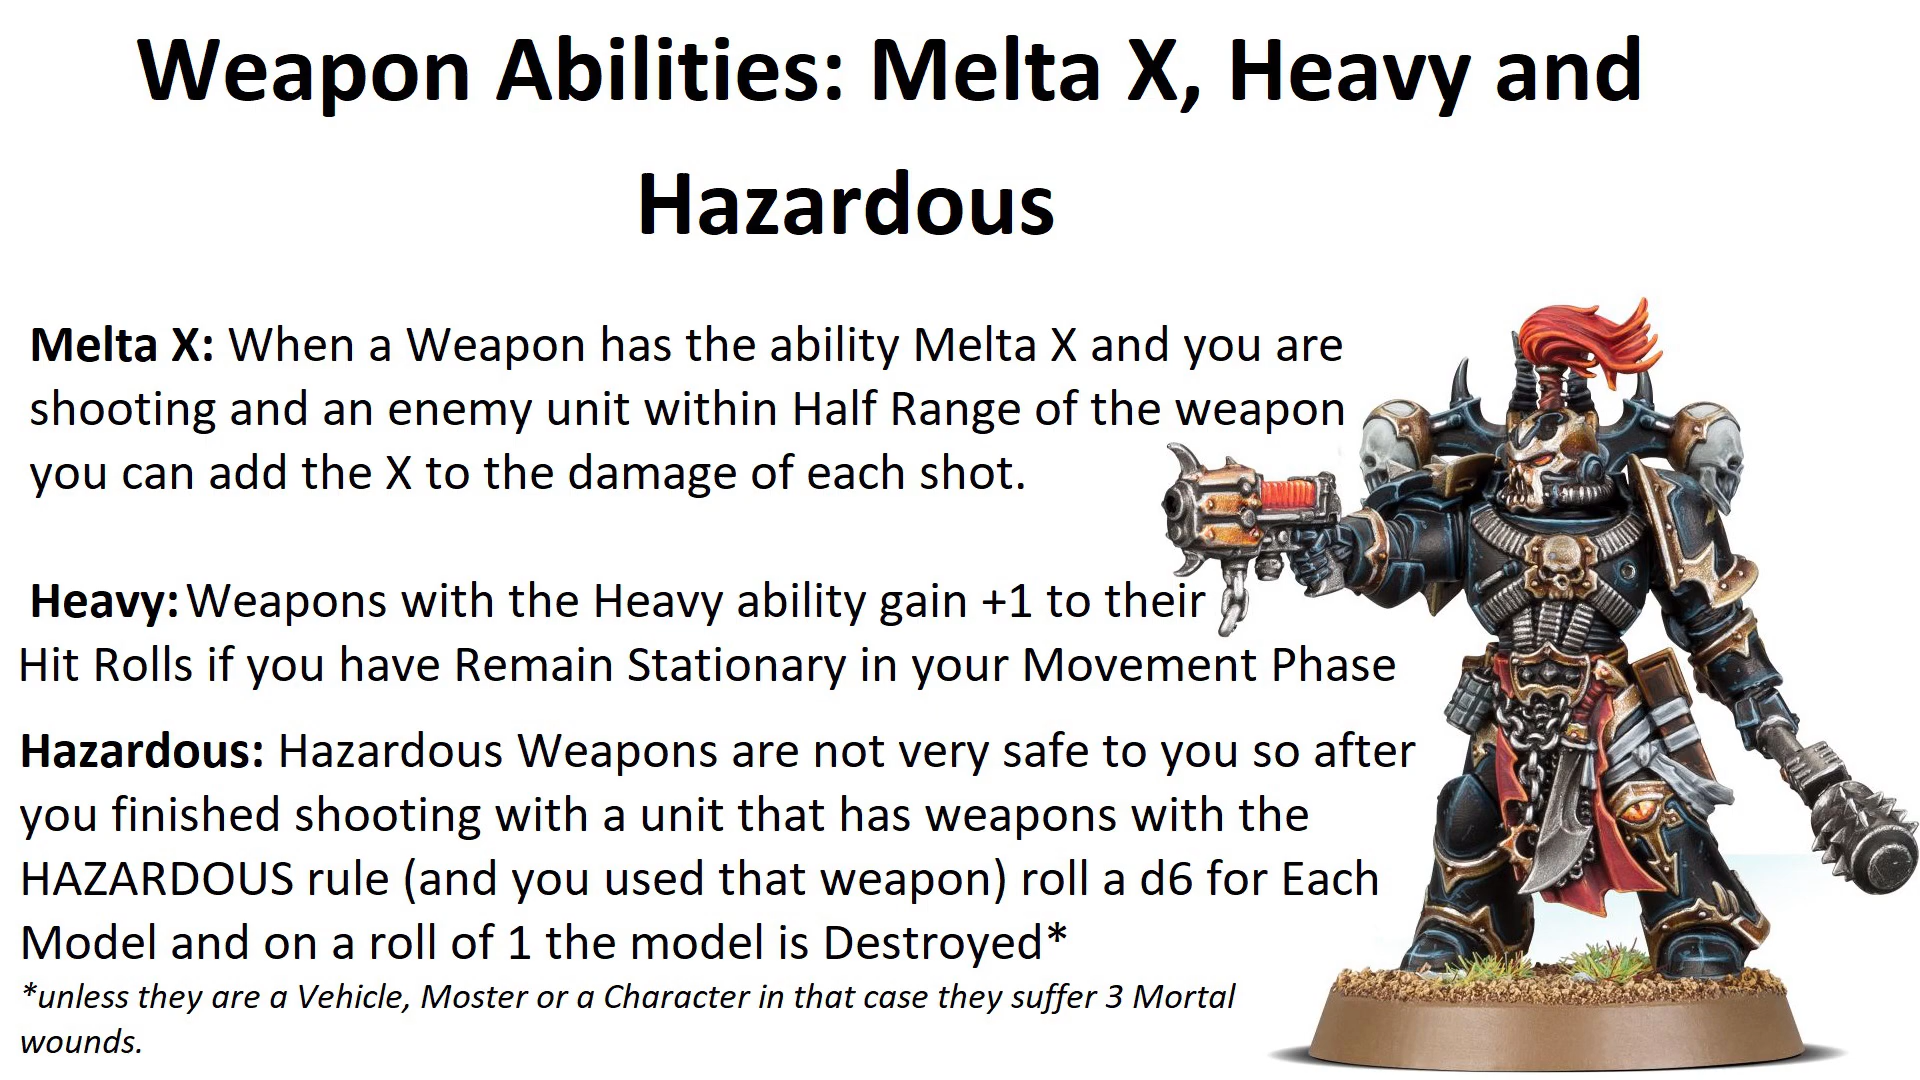 Weapon Abilities: Melta X, Heavy and
Hazardous
Melta X: When a Weapon has the ability Melta X and you are
shooting and an enemy unit within Half Range of the weapon
you can add the X to the damage of each shot.
Heavy: Weapons with the Heavy ability gain +1 to their
Hit Rolls if you have Remain Stationary in your Movement Phase
Hazardous: Hazardous Weapons are not very safe to you so after
you finished shooting with a unit that has weapons with the
HAZARDOUS rule (and you used that weapon) roll a d6 for Each
Model and on a roll of 1 the model is Destroyed*
*unless they are a Vehicle, Moster or a Character in that case they suffer 3 Mortal
wounds.